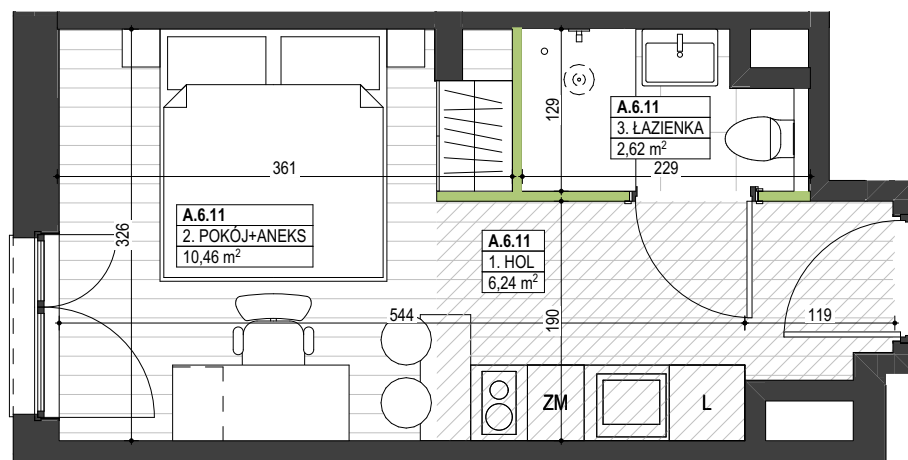 129
A.6.11
3. ŁAZIENKA
2,62 m²
361
229
A.6.11
2. POKÓJ+ANEKS
10,46 m²
326
A.6.11
1. HOL
6,24 m²
544
190
119
ZM
L